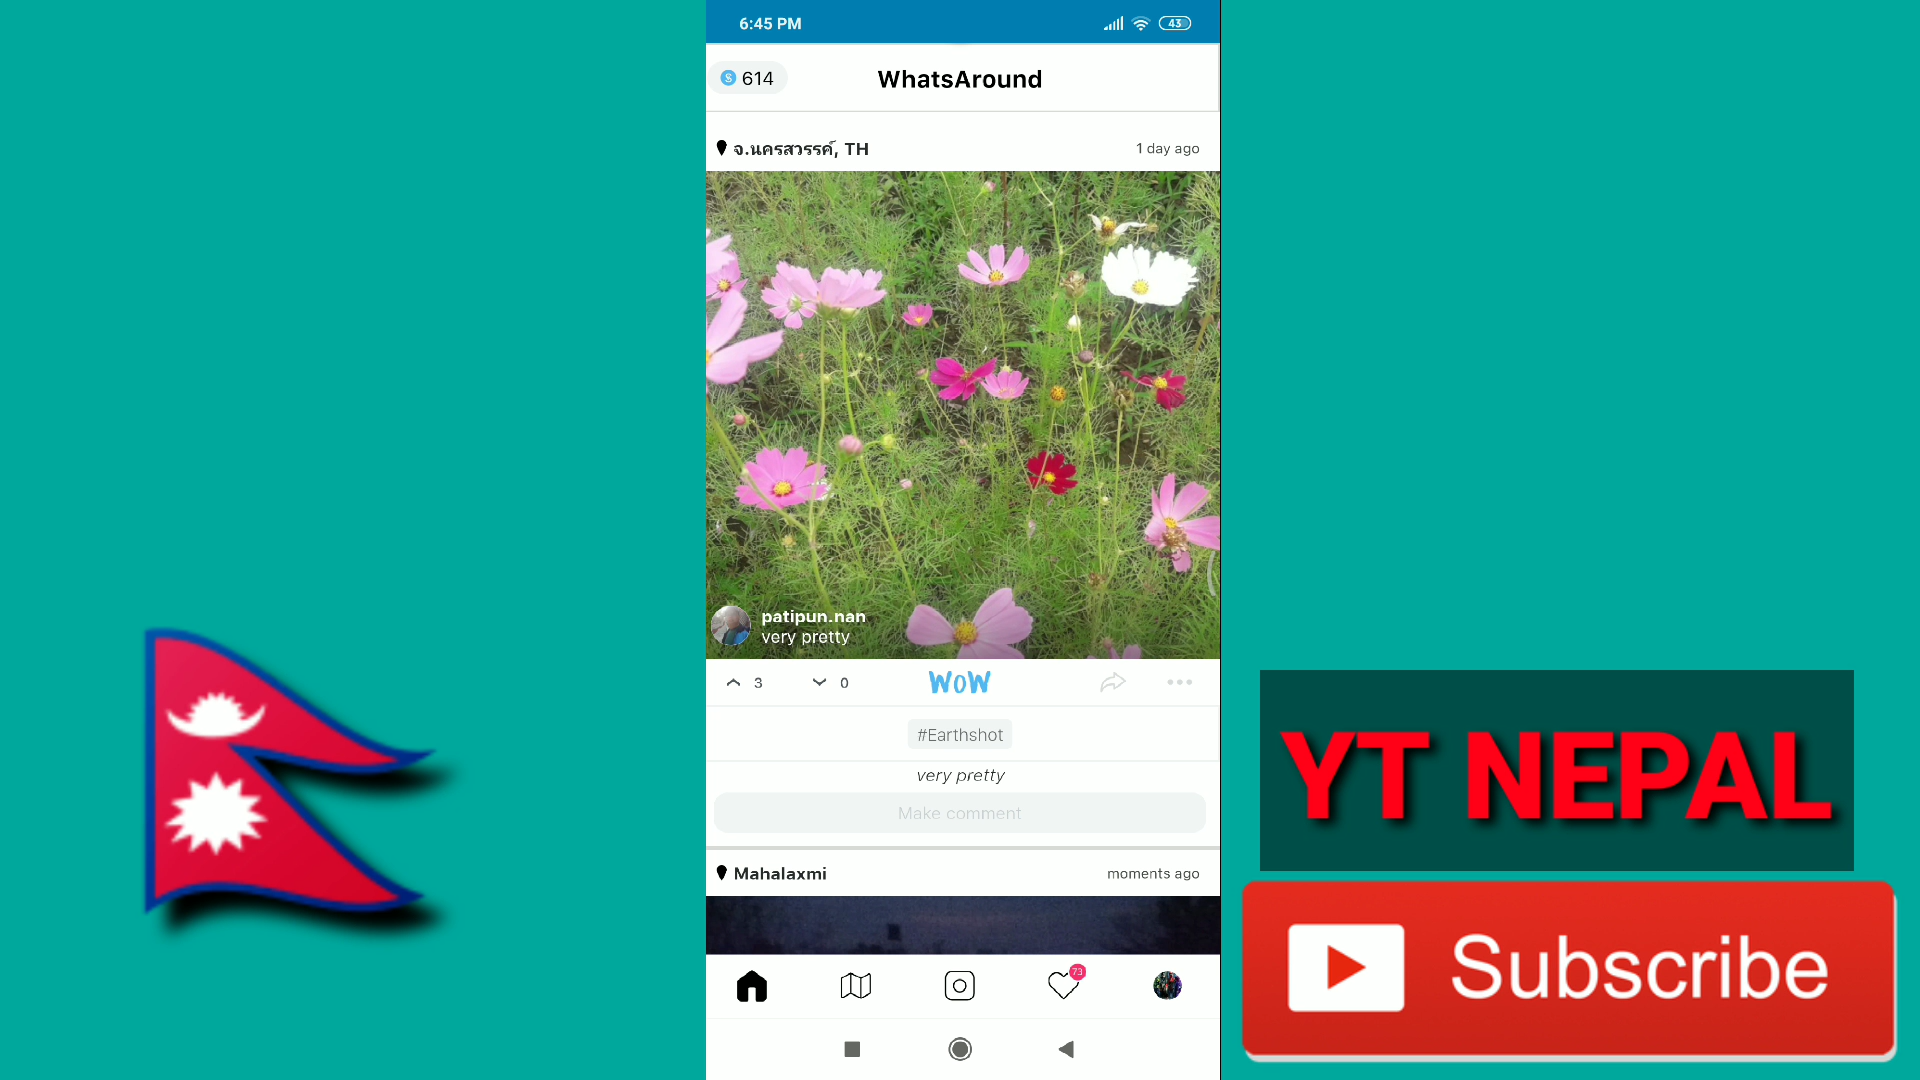 6:45 PM
43
614
WhatsAround
จ.นครสวรรค์, TH
1 day ago
patipun.nan
very pretty
3
0
WOW
#Earthshot
very pretty
Make comment
Mahalaxmi
moments ago
73
YT NEPAL
Subscribe